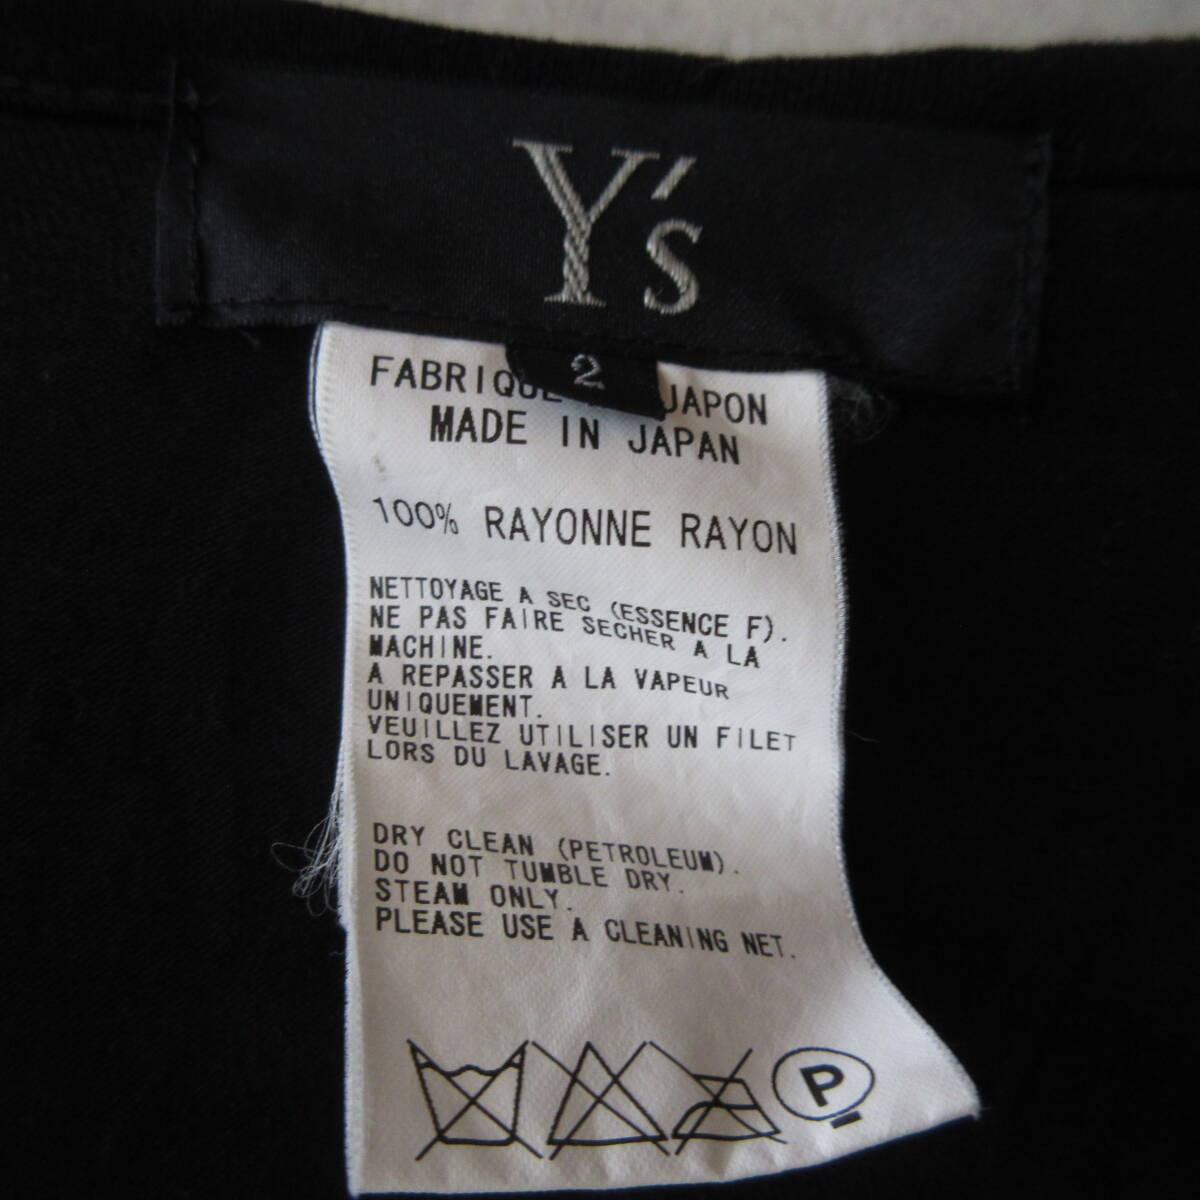 Y's
2
FABRIQUE JAPON
MADE IN JAPAN
100% RAYONNE RAYON
NETTOYAGE A SEC (ESSENCE F).
NE PAS FAIRE SECHER A LA
MACHINE.
A REPASSER A LA VAPEUR
UNIQUEMENT.
VEUILLEZ UTILISER UN FILET
LORS DU LAVAGE.
DRY CLEAN (PETROLEUM).
DO NOT TUMBLE DRY.
STEAM ONLY.
PLEASE USE A CLEANING NET.
P